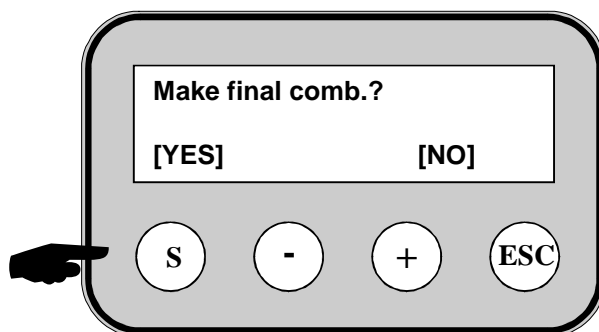 Make final comb.?
[YES] [NO]
S - + ESC